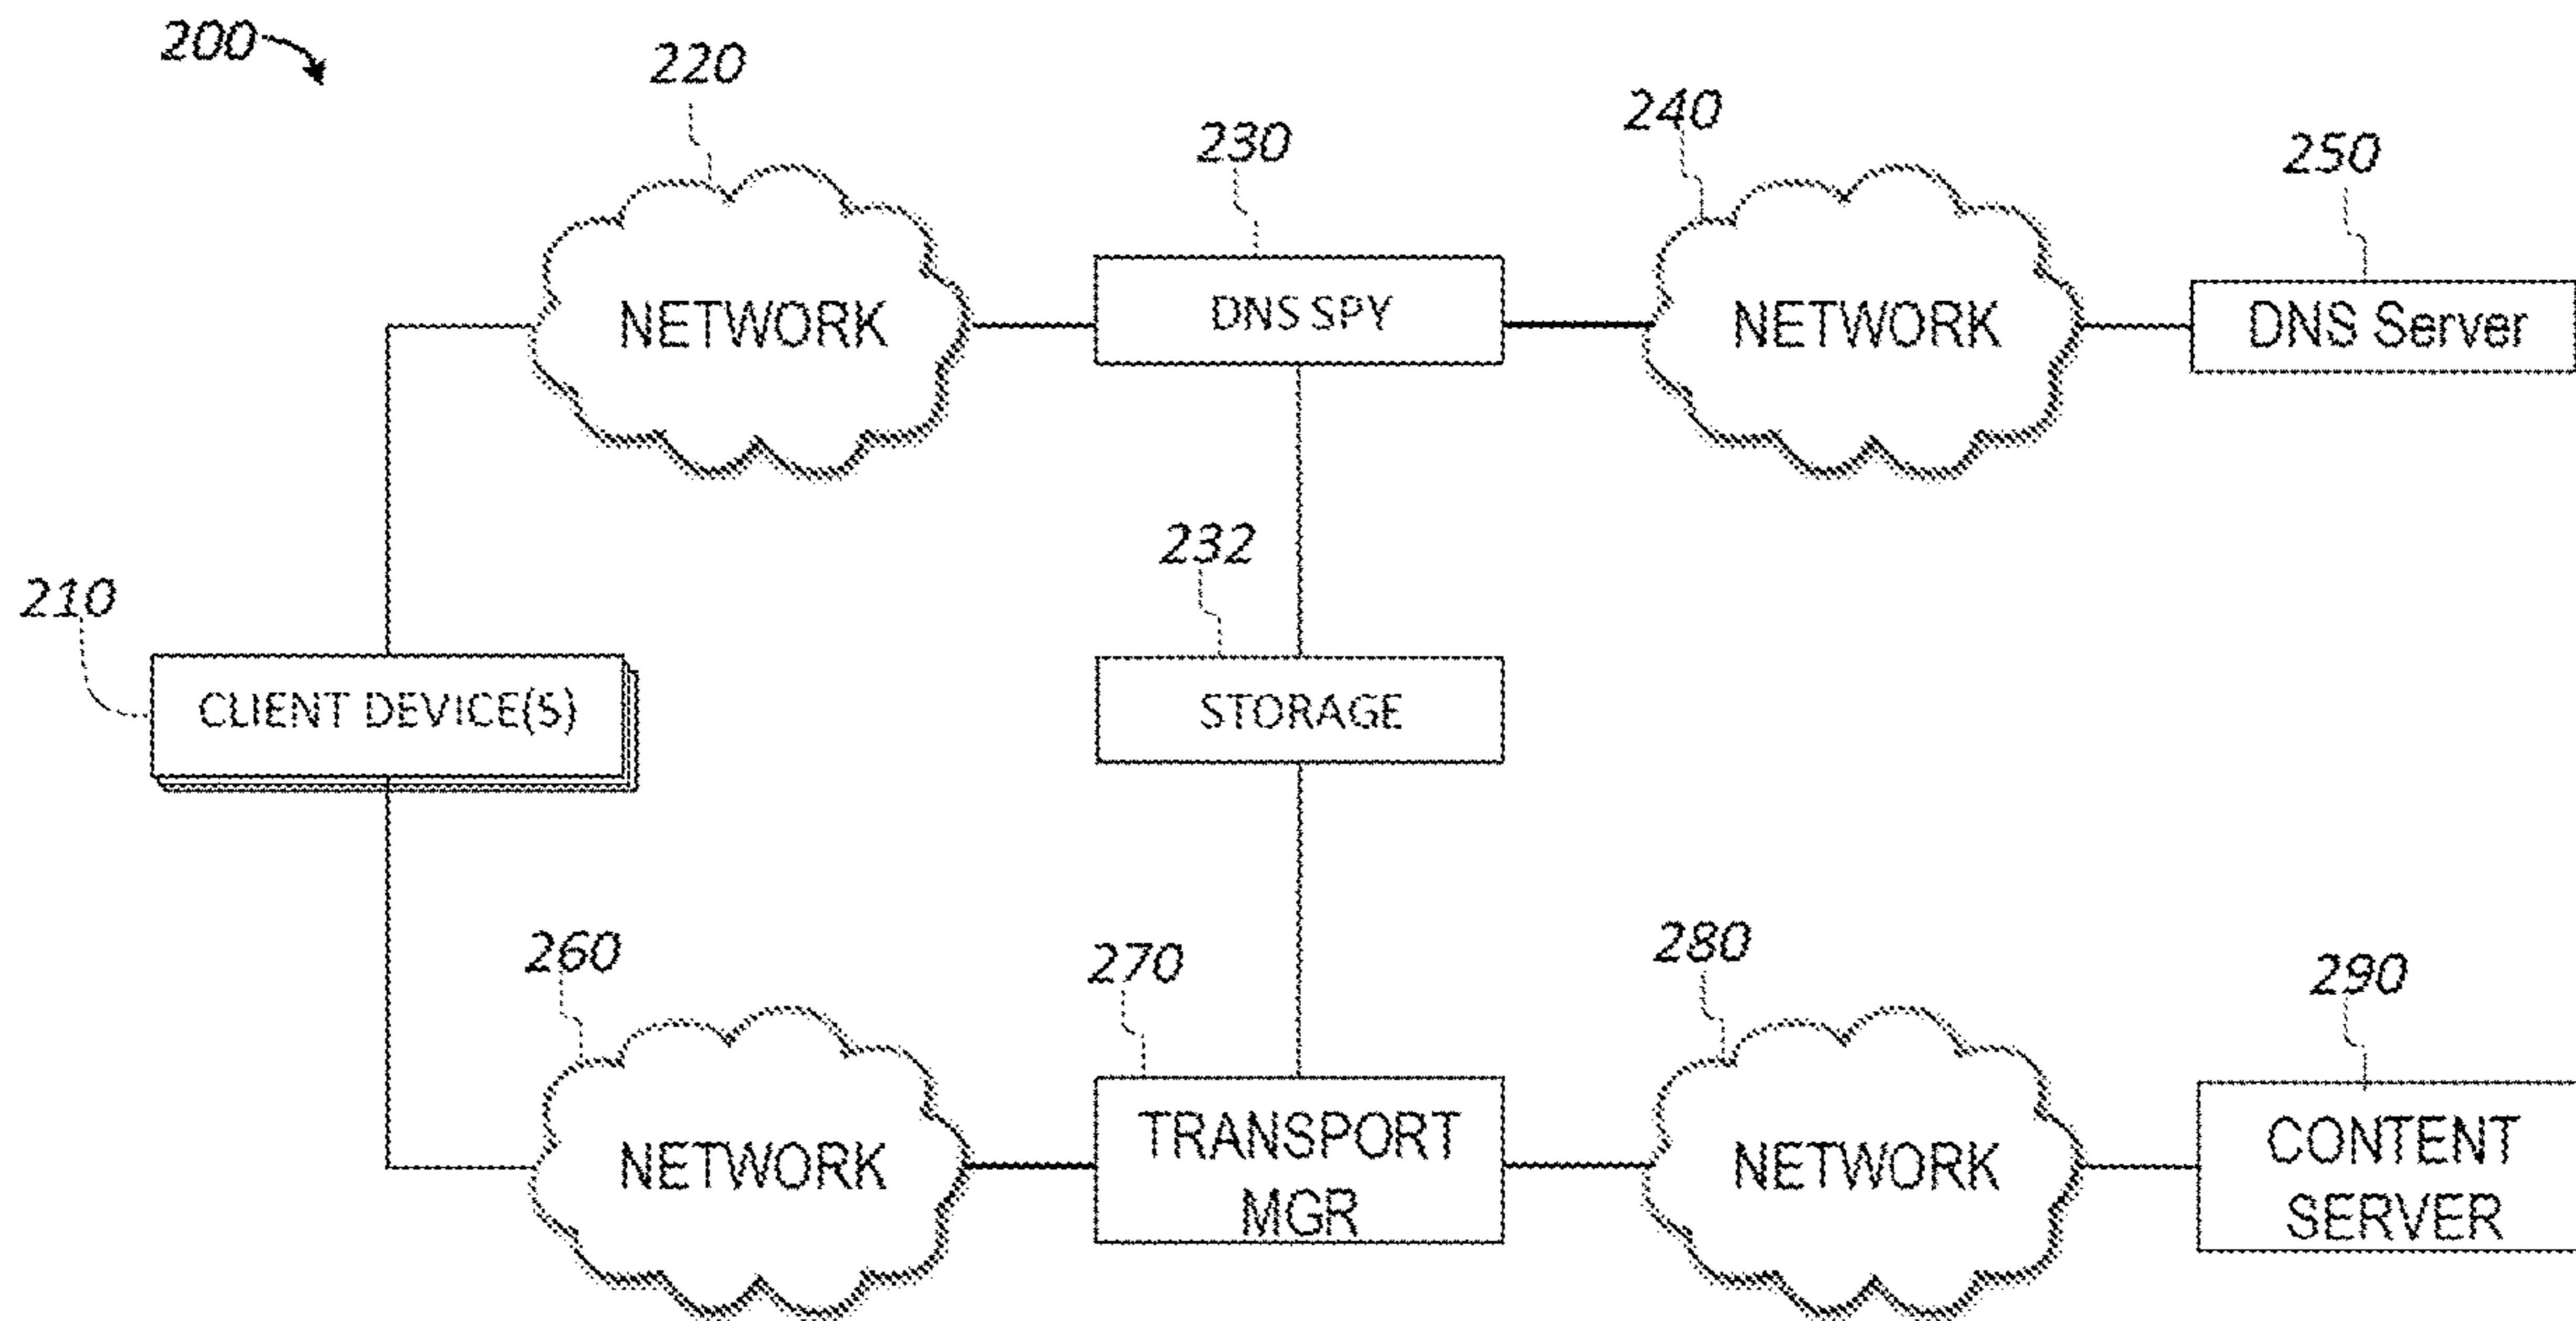 200
220
230
240
250
NETWORK
DNS SPY
NETWORK
DNS Server
232
210
CLIENT DEVICE(S)
STORAGE
260
270
280
290
NETWORK
TRANSPORT
MGR
NETWORK
CONTENT
SERVER